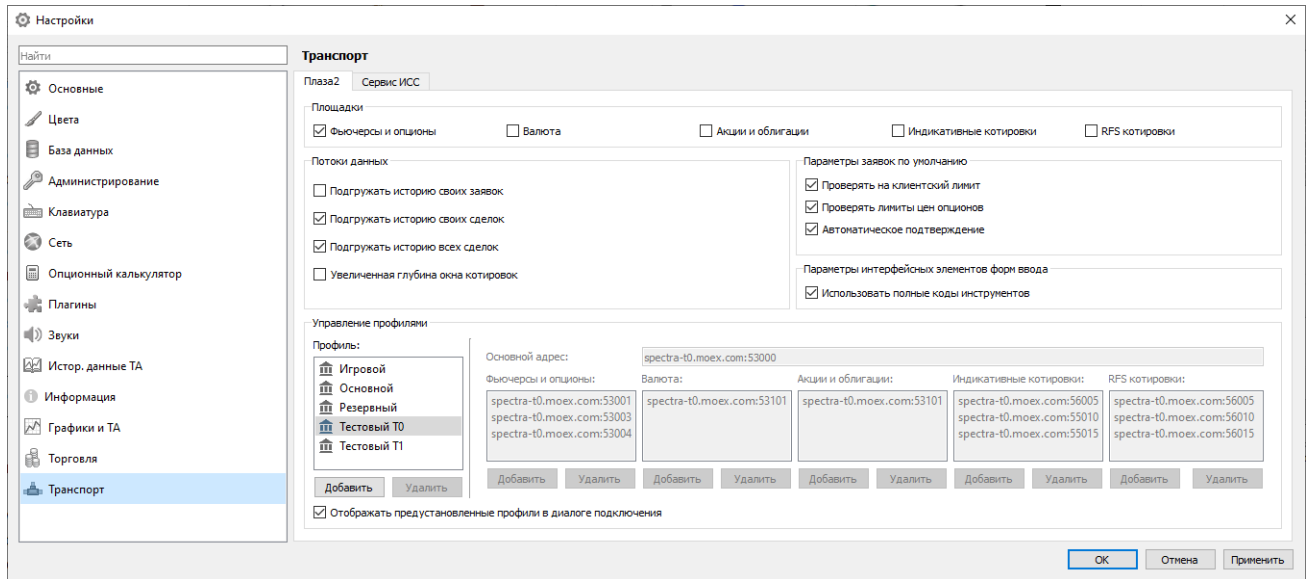 Настройки
Найти
Основные
Цвета
База данных
Администрирование
Клавиатура
Сеть
Опционный калькулятор
Плагины
Звуки
Истор. данные ТА
Информация
Графики и ТА
Торговля
Транспорт
Транспорт
Плаза2 Сервис ИСС
Площадки
Фьючерсы и опционы Валюта Акции и облигации Индикативные котировки RFS котировки
Потоки данных
Подгружать историю своих заявок
Подгружать историю своих сделок
Подгружать историю всех сделок
Увеличенная глубина окна котировок
Параметры заявок по умолчанию
Проверять на клиентский лимит
Проверять лимиты цен опционов
Автоматическое подтверждение
Параметры интерфейсных элементов форм ввода
Использовать полные коды инструментов
Управление профилями
Профиль:
Игровой
Основной
Резервный
Тестовый T0
Тестовый T1
Добавить Удалить
Основной адрес: spectra-t0.moex.com:53000
Фьючерсы и опционы: Валюта: Акции и облигации: Индикативные котировки: RFS котировки:
spectra-t0.moex.com:53001 spectra-t0.moex.com:53101 spectra-t0.moex.com:53101 spectra-t0.moex.com:56005 spectra-t0.moex.com:56005
spectra-t0.moex.com:53003 spectra-t0.moex.com:55010 spectra-t0.moex.com:56010
spectra-t0.moex.com:53004 spectra-t0.moex.com:55015 spectra-t0.moex.com:56015
Добавить Удалить Добавить Удалить Добавить Удалить Добавить Удалить Добавить Удалить
Отображать предустановленные профили в диалоге подключения
OK Отмена Применить